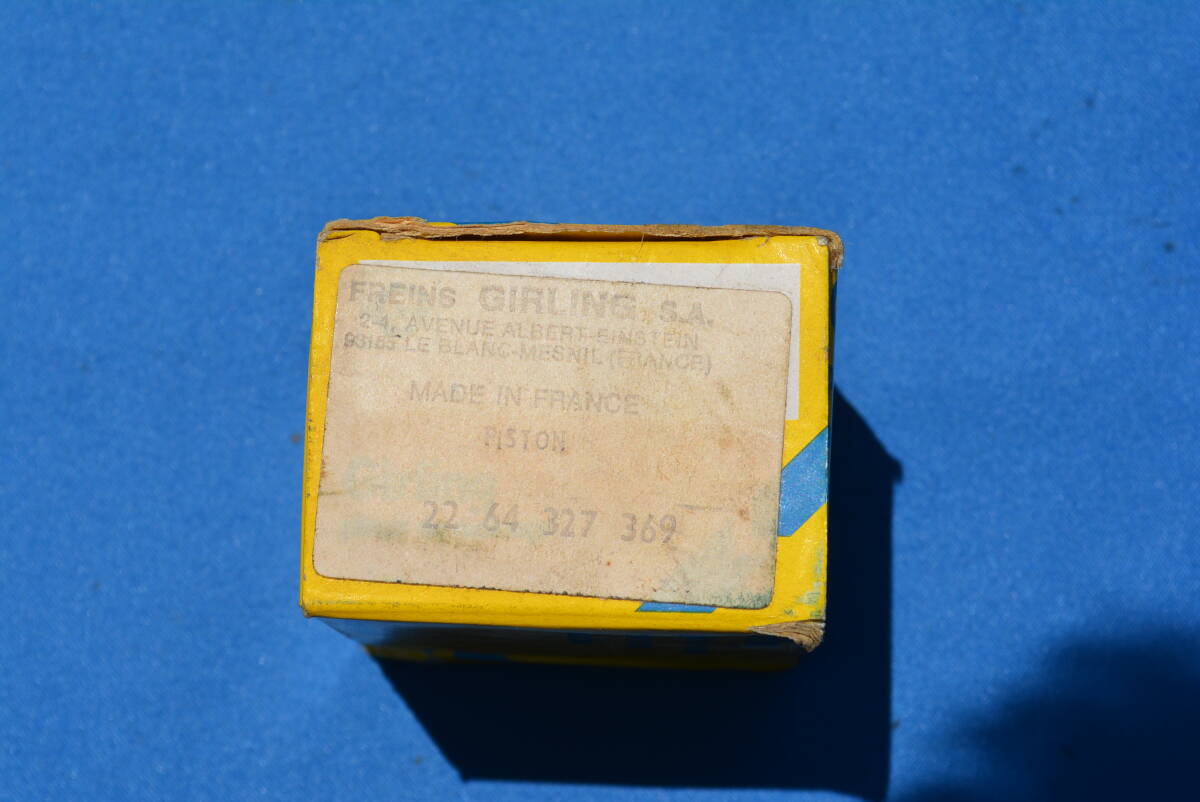 FREINS GIRLING, S.A.
2-4, AVENUE ALBERT-EINSTEIN
93155 LE BLANC-MESNIL (FRANCE)
MADE IN FRANCE
PISTON
22 64 327 369